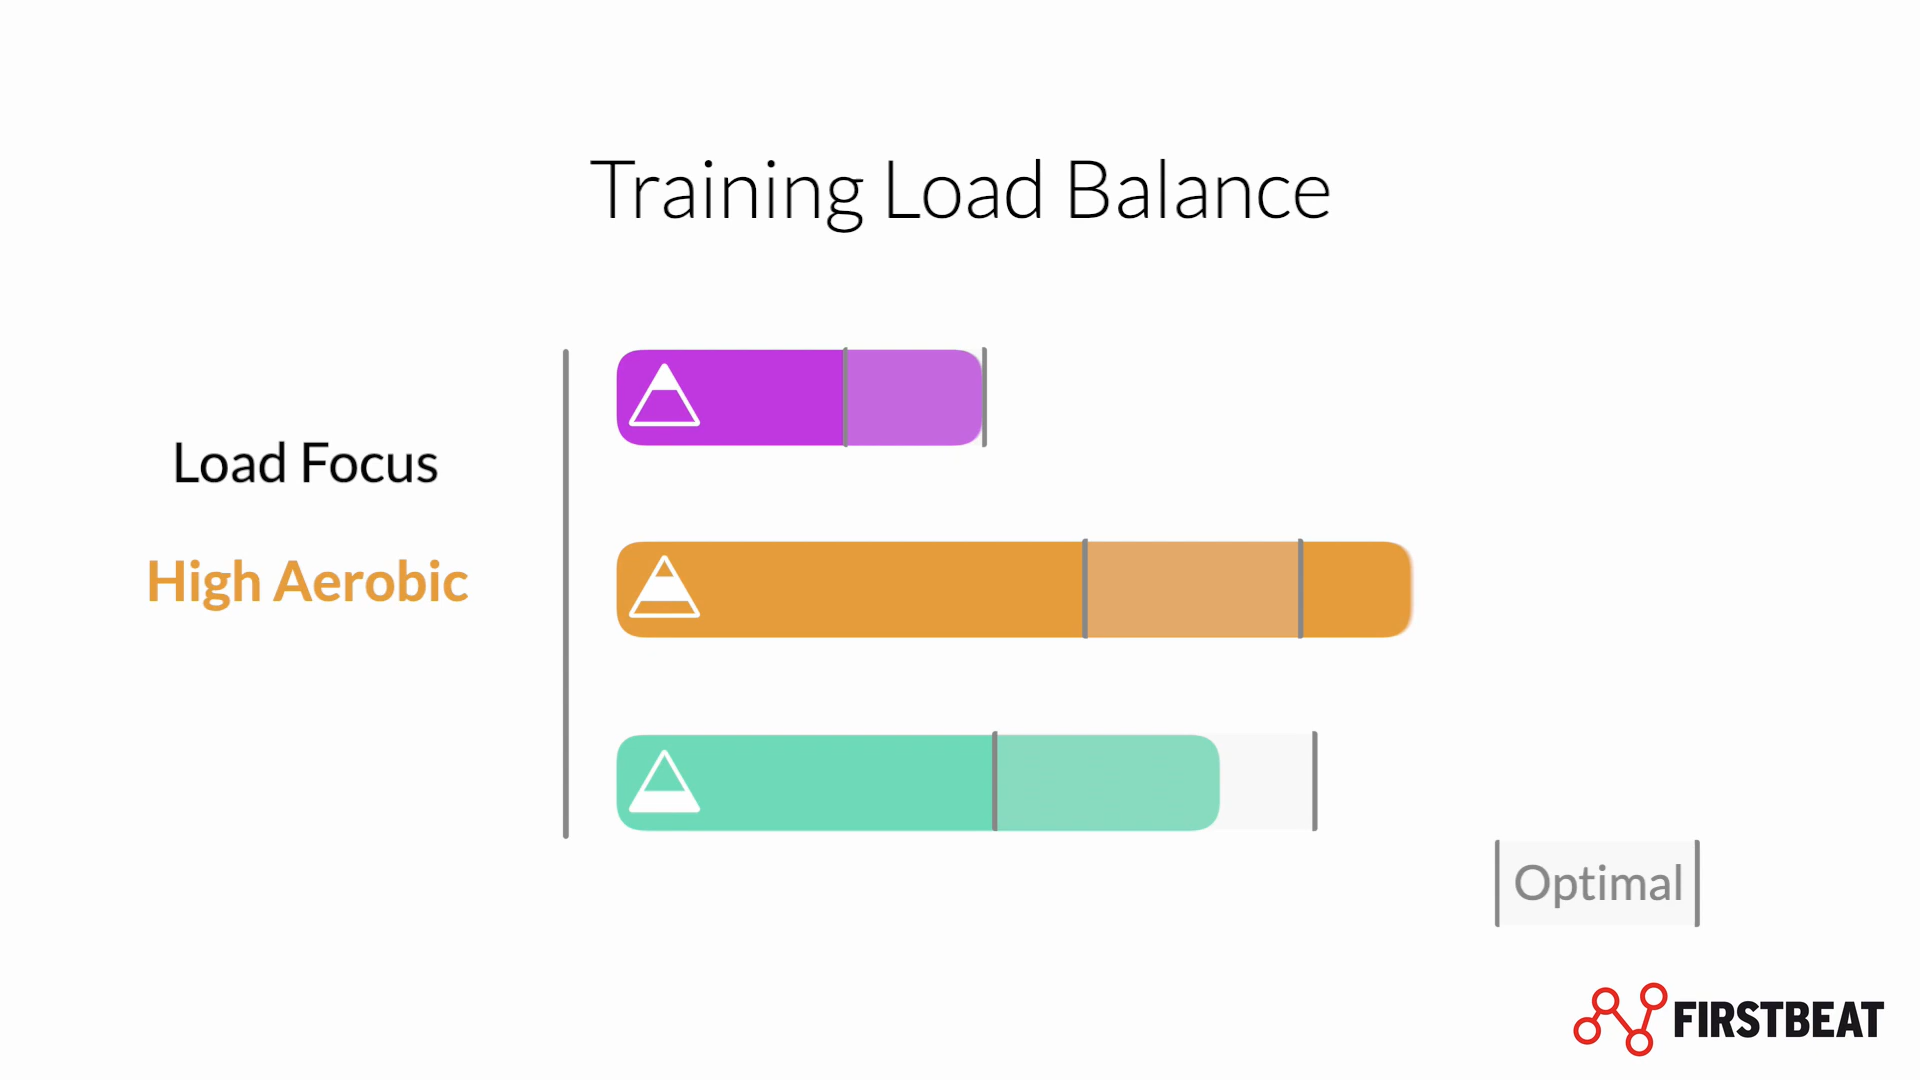 Training Load Balance
Load Focus
High Aerobic
Optimal
FIRSTBEAT